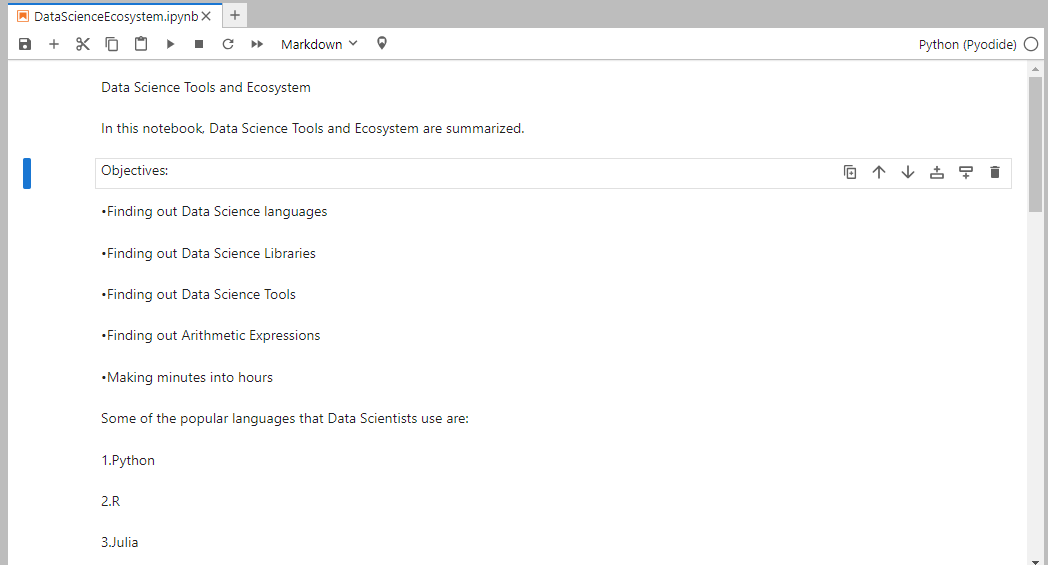 DataScienceEcosystem.ipynb
Markdown
Python (Pyodide)
Data Science Tools and Ecosystem
In this notebook, Data Science Tools and Ecosystem are summarized.
Objectives:
•Finding out Data Science languages
•Finding out Data Science Libraries
•Finding out Data Science Tools
•Finding out Arithmetic Expressions
•Making minutes into hours
Some of the popular languages that Data Scientists use are:
1.Python
2.R
3.Julia